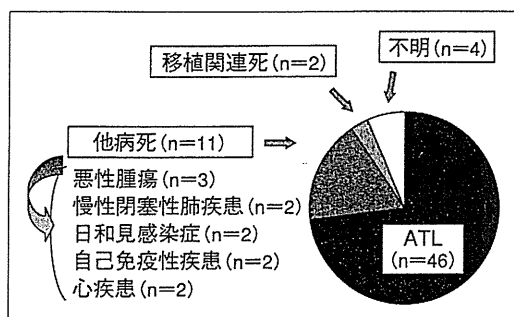 不明(n=4)
移植関連死(n=2)
他病死(n=11)
悪性腫瘍(n=3)
慢性閉塞性肺疾患(n=2)
日和見感染症(n=2)
自己免疫性疾患(n=2)
心疾患(n=2)
ATL
(n=46)